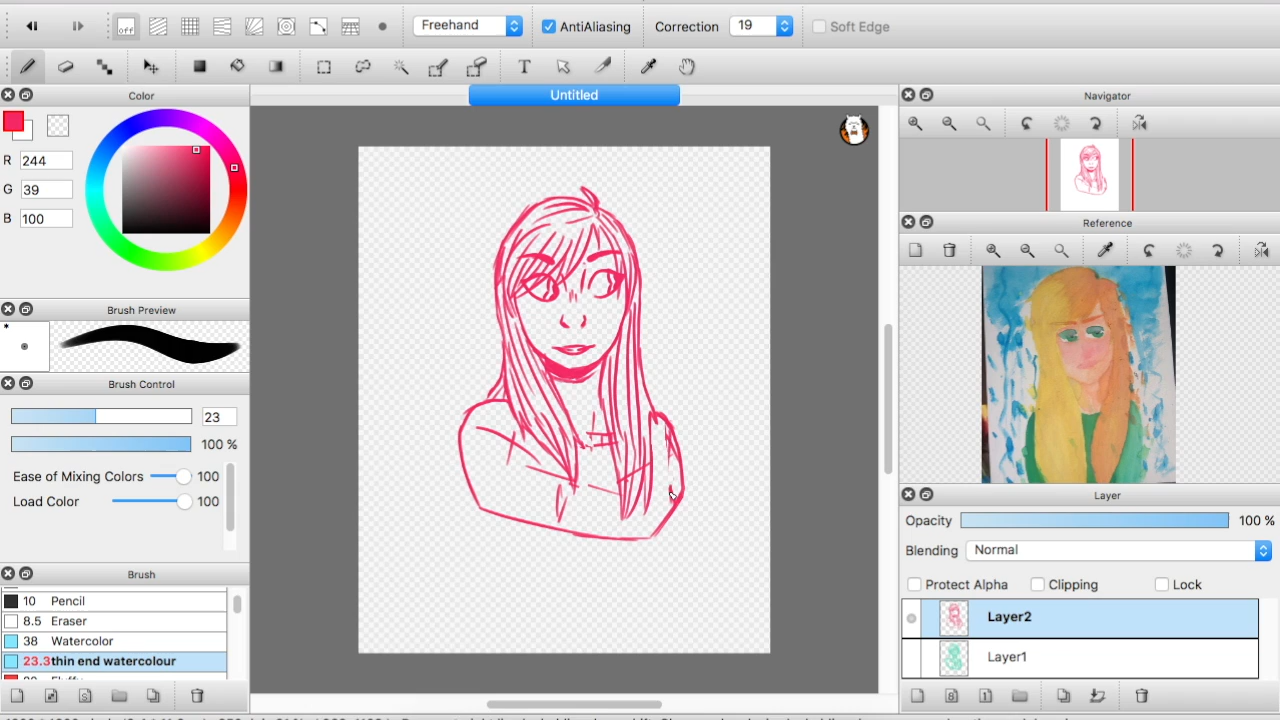 off
Freehand
AntiAliasing
Correction
19
Soft Edge
Untitled
Color
R 244
G 39
B 100
Brush Preview
*
Brush Control
23
100 %
Ease of Mixing Colors 100
Load Color 100
Brush
10 Pencil
8.5 Eraser
38 Watercolor
23.3thin end watercolour
Navigator
Reference
Layer
Opacity 100 %
Blending Normal
Protect Alpha Clipping Lock
Layer2
Layer1